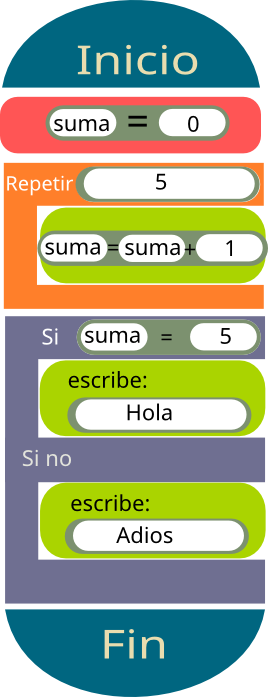 Inicio
suma = 0
Repetir 5
suma=suma+ 1
Si suma = 5
escribe:
Hola
Si no
escribe:
Adios
Fin